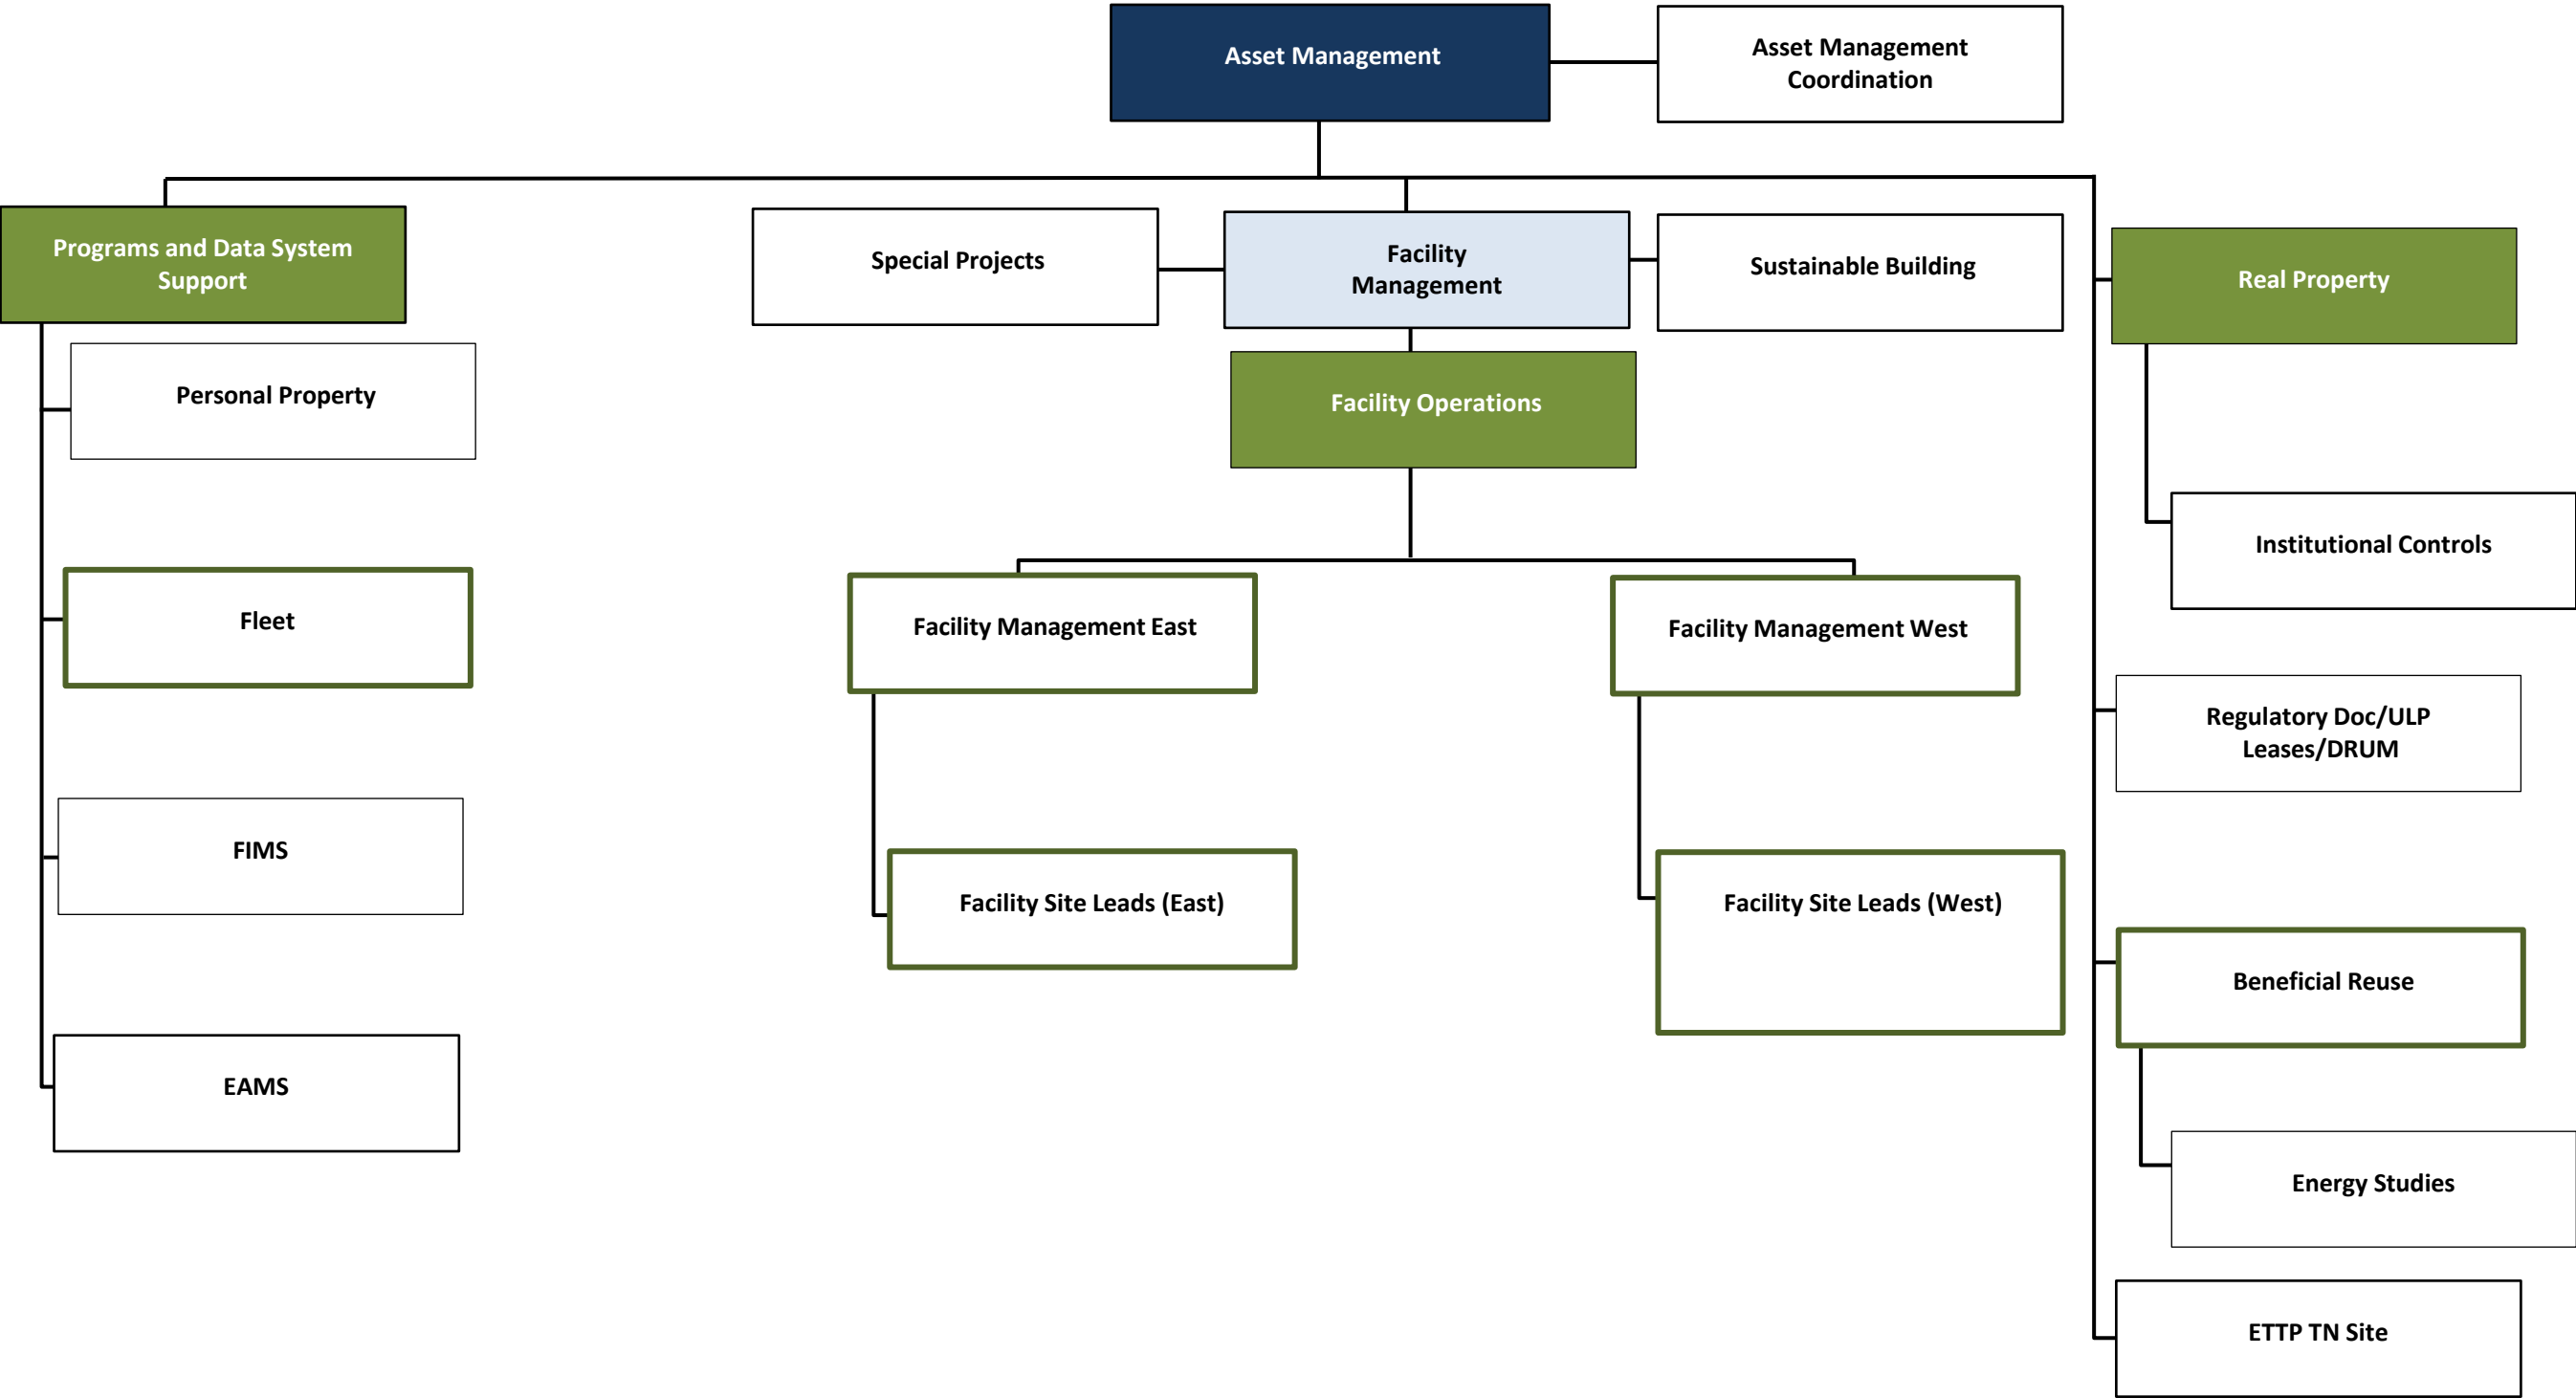 Asset Management
Asset Management
Coordination
Programs and Data System
Support
Special Projects
Facility
Management
Sustainable Building
Real Property
Personal Property
Facility Operations
Institutional Controls
Fleet
Facility Management East
Facility Management West
Regulatory Doc/ULP
Leases/DRUM
FIMS
Facility Site Leads (East)
Facility Site Leads (West)
Beneficial Reuse
EAMS
Energy Studies
ETTP TN Site